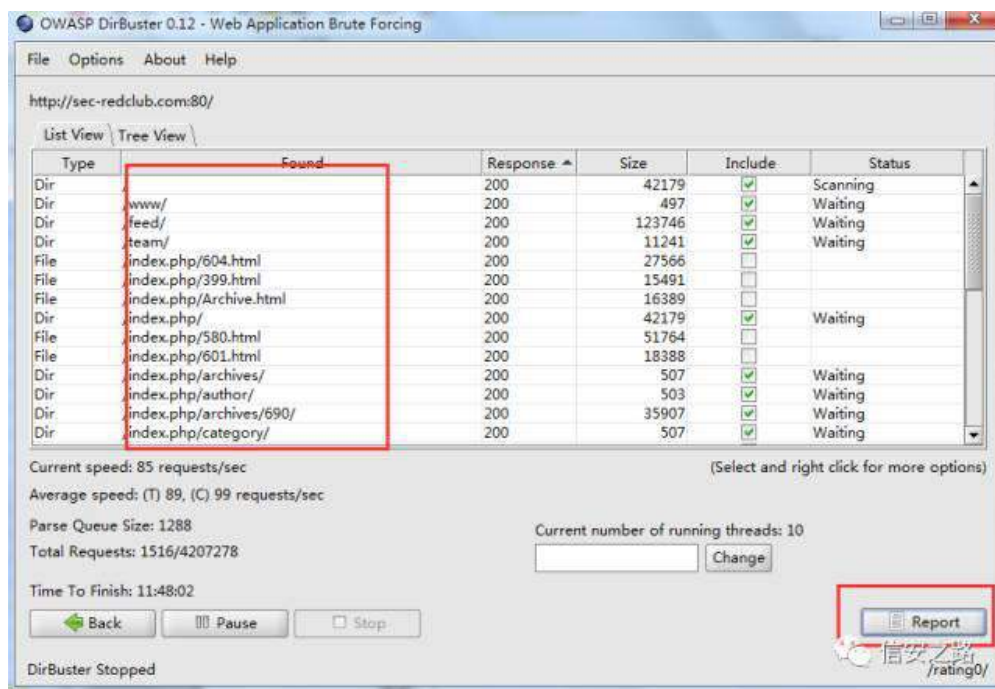 OWASP DirBuster 0.12 - Web Application Brute Forcing
File Options About Help
http://sec-redclub.com:80/
List View Tree View
Type Found Response Size Include Status
Dir / 200 42179 Scanning
Dir /www/ 200 497 Waiting
Dir /feed/ 200 123746 Waiting
Dir /team/ 200 11241 Waiting
File /index.php/604.html 200 27566
File /index.php/399.html 200 15491
File /index.php/Archive.html 200 16389
Dir /index.php/ 200 42179 Waiting
File /index.php/580.html 200 51764
File /index.php/601.html 200 18388
Dir /index.php/archives/ 200 507 Waiting
Dir /index.php/author/ 200 503 Waiting
Dir /index.php/archives/690/ 200 35907 Waiting
Dir /index.php/category/ 200 507 Waiting
Current speed: 85 requests/sec (Select and right click for more options)
Average speed: (T) 89, (C) 99 requests/sec
Parse Queue Size: 1288
Current number of running threads: 10
Total Requests: 1516/4207278
Change
Time To Finish: 11:48:02
Back Pause Stop Report
信安之路
DirBuster Stopped /rating0/